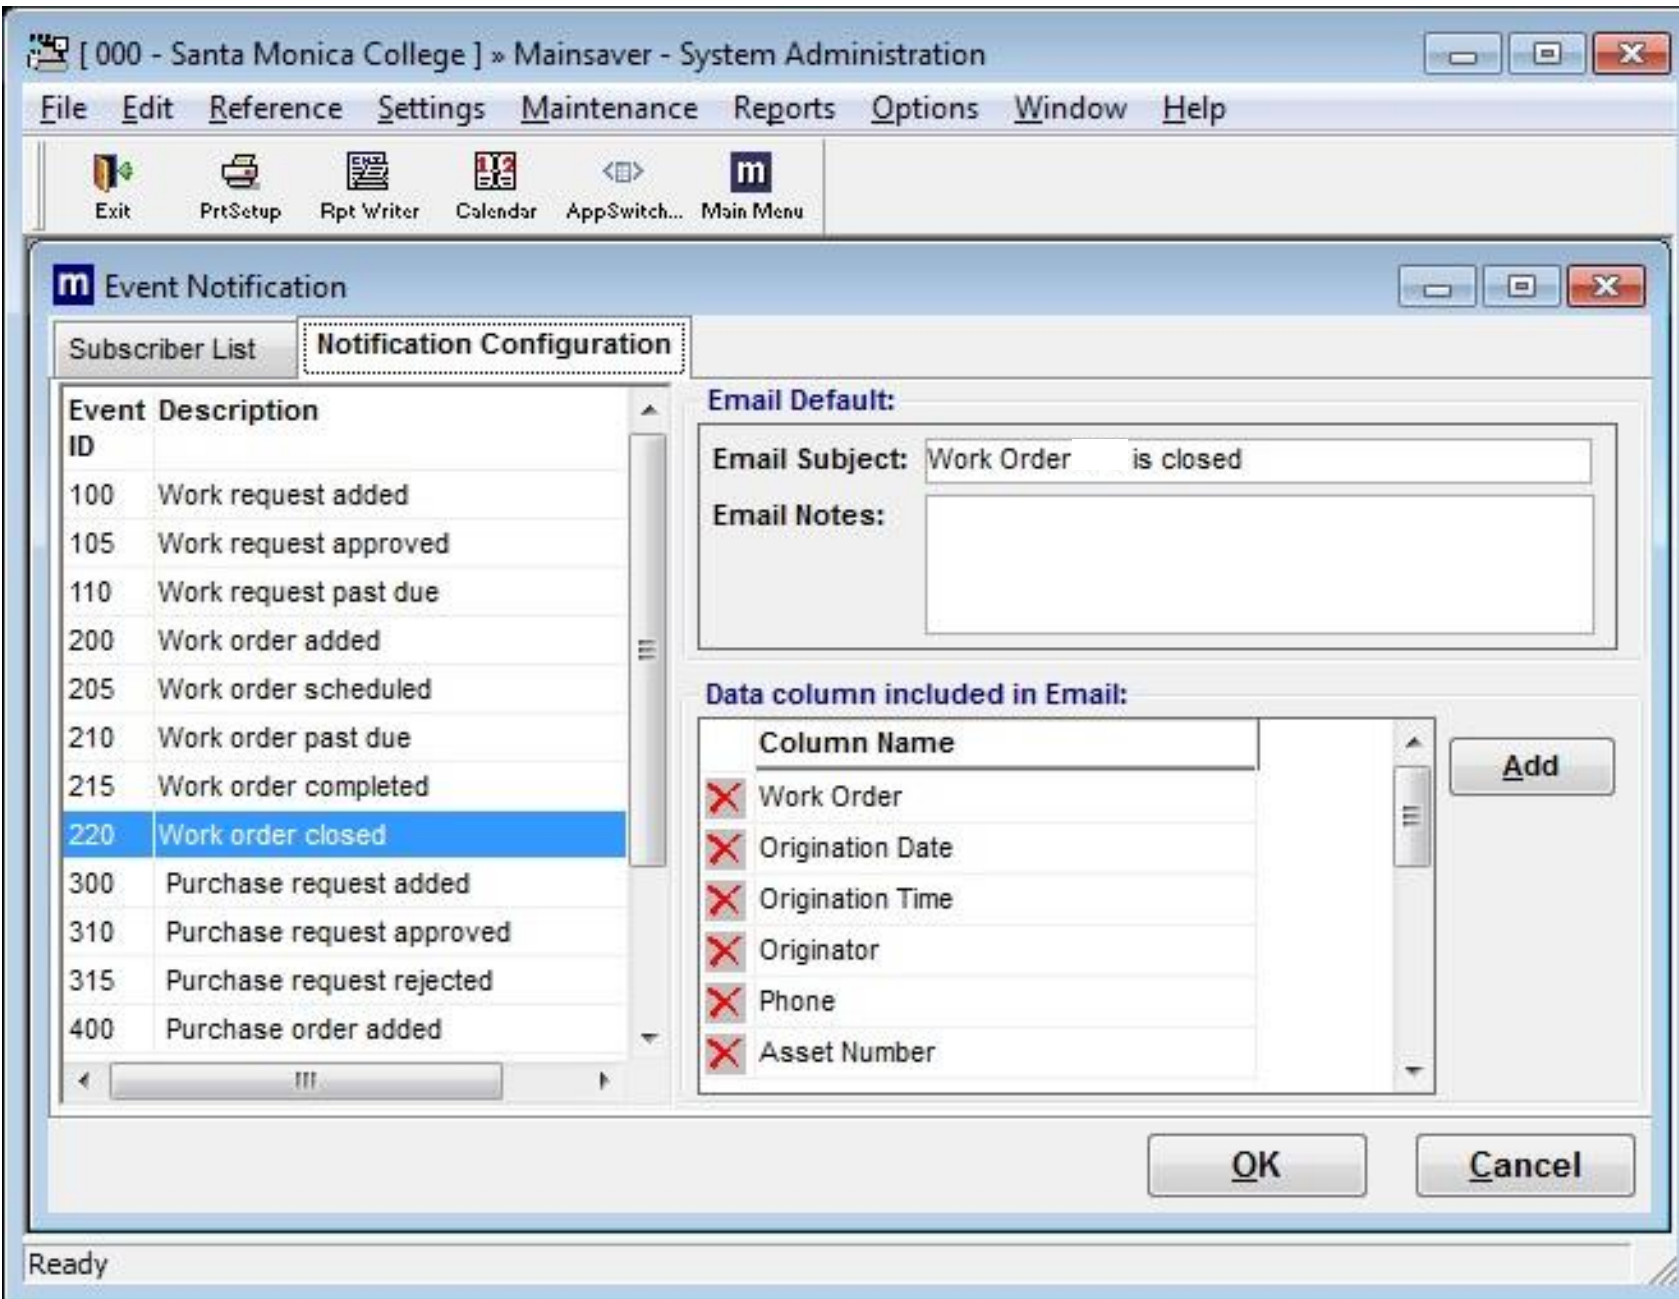 [ 000 - Santa Monica College ] » Mainsaver - System Administration
File Edit Reference Settings Maintenance Reports Options Window Help
Exit PrtSetup Rpt Writer Calendar AppSwitch... Main Menu
m Event Notification
Subscriber List Notification Configuration
Event ID Description
100 Work request added
105 Work request approved
110 Work request past due
200 Work order added
205 Work order scheduled
210 Work order past due
215 Work order completed
220 Work order closed
300 Purchase request added
310 Purchase request approved
315 Purchase request rejected
400 Purchase order added
Email Default:
Email Subject: Work Order is closed
Email Notes:
Data column included in Email:
Column Name
Work Order
Origination Date
Origination Time
Originator
Phone
Asset Number
Add
OK Cancel
Ready